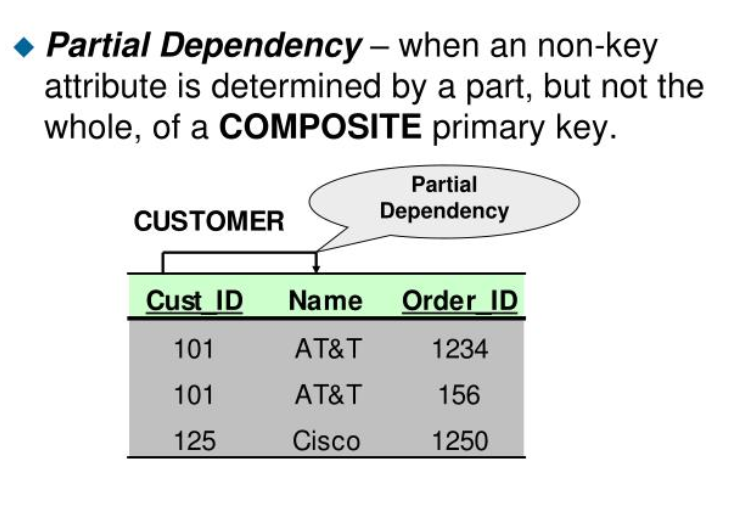 Partial Dependency – when an non-key
attribute is determined by a part, but not the
whole, of a COMPOSITE primary key.
Partial
Dependency
CUSTOMER
Cust_ID Name Order_ID
101 AT&T 1234
101 AT&T 156
125 Cisco 1250